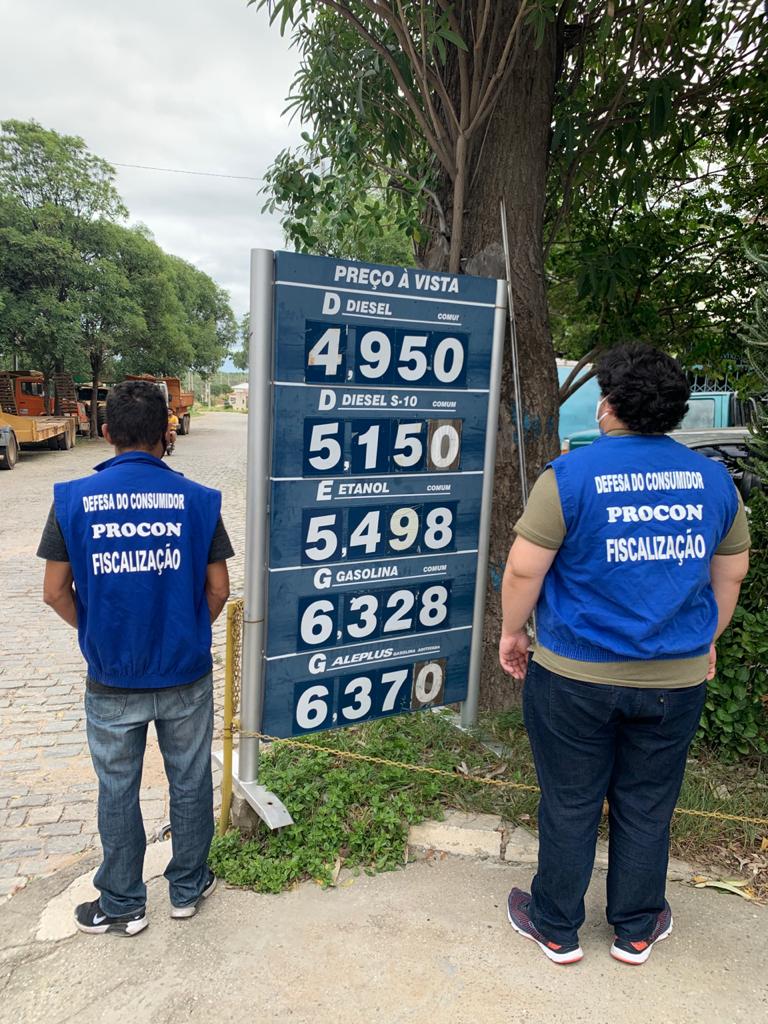 PREÇO À VISTA
D DIESEL COMUM
4,950
D DIESEL S-10 COMUM
5,150
E ETANOL COMUM
5,498
G GASOLINA COMUM
6,328
G ALEPLUS GASOLINA ADITIVADA
6,370
DEFESA DO CONSUMIDOR
PROCON
FISCALIZAÇÃO
DEFESA DO CONSUMIDOR
PROCON
FISCALIZAÇÃO